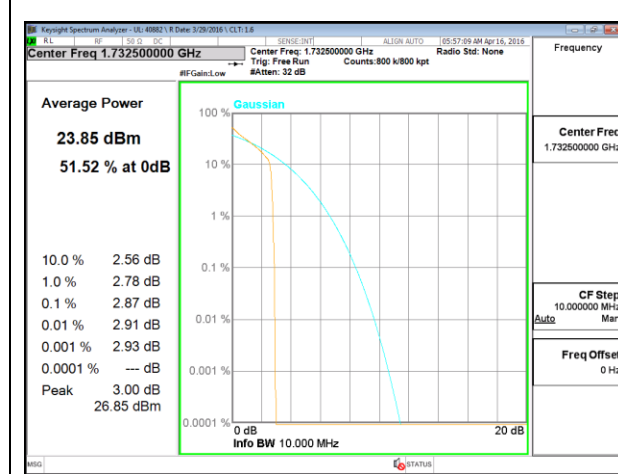 Keysight Spectrum Analyzer - UL: 40882 \ R Date: 3/29/2016 \ CLT: 1.6
RL RF 50 Ω DC SENSE:INT ALIGN AUTO 05:57:09 AM Apr 16, 2016
Center Freq 1.732500000 GHz
Center Freq: 1.732500000 GHz Radio Std: None
Trig: Free Run Counts:800 k/800 kpt
#IFGain:Low #Atten: 32 dB
Frequency
Average Power
23.85 dBm
51.52 % at 0dB
10.0 % 2.56 dB
1.0 % 2.78 dB
0.1 % 2.87 dB
0.01 % 2.91 dB
0.001 % 2.93 dB
0.0001 % --- dB
Peak 3.00 dB
26.85 dBm
Gaussian
100 %
10 %
1 %
0.1 %
0.01 %
0.001 %
0.0001 %
0 dB 20 dB
Info BW 10.000 MHz
Center Freq
1.732500000 GHz
CF Step
10.000000 MHz
Auto Man
Freq Offset
0 Hz
MSG STATUS